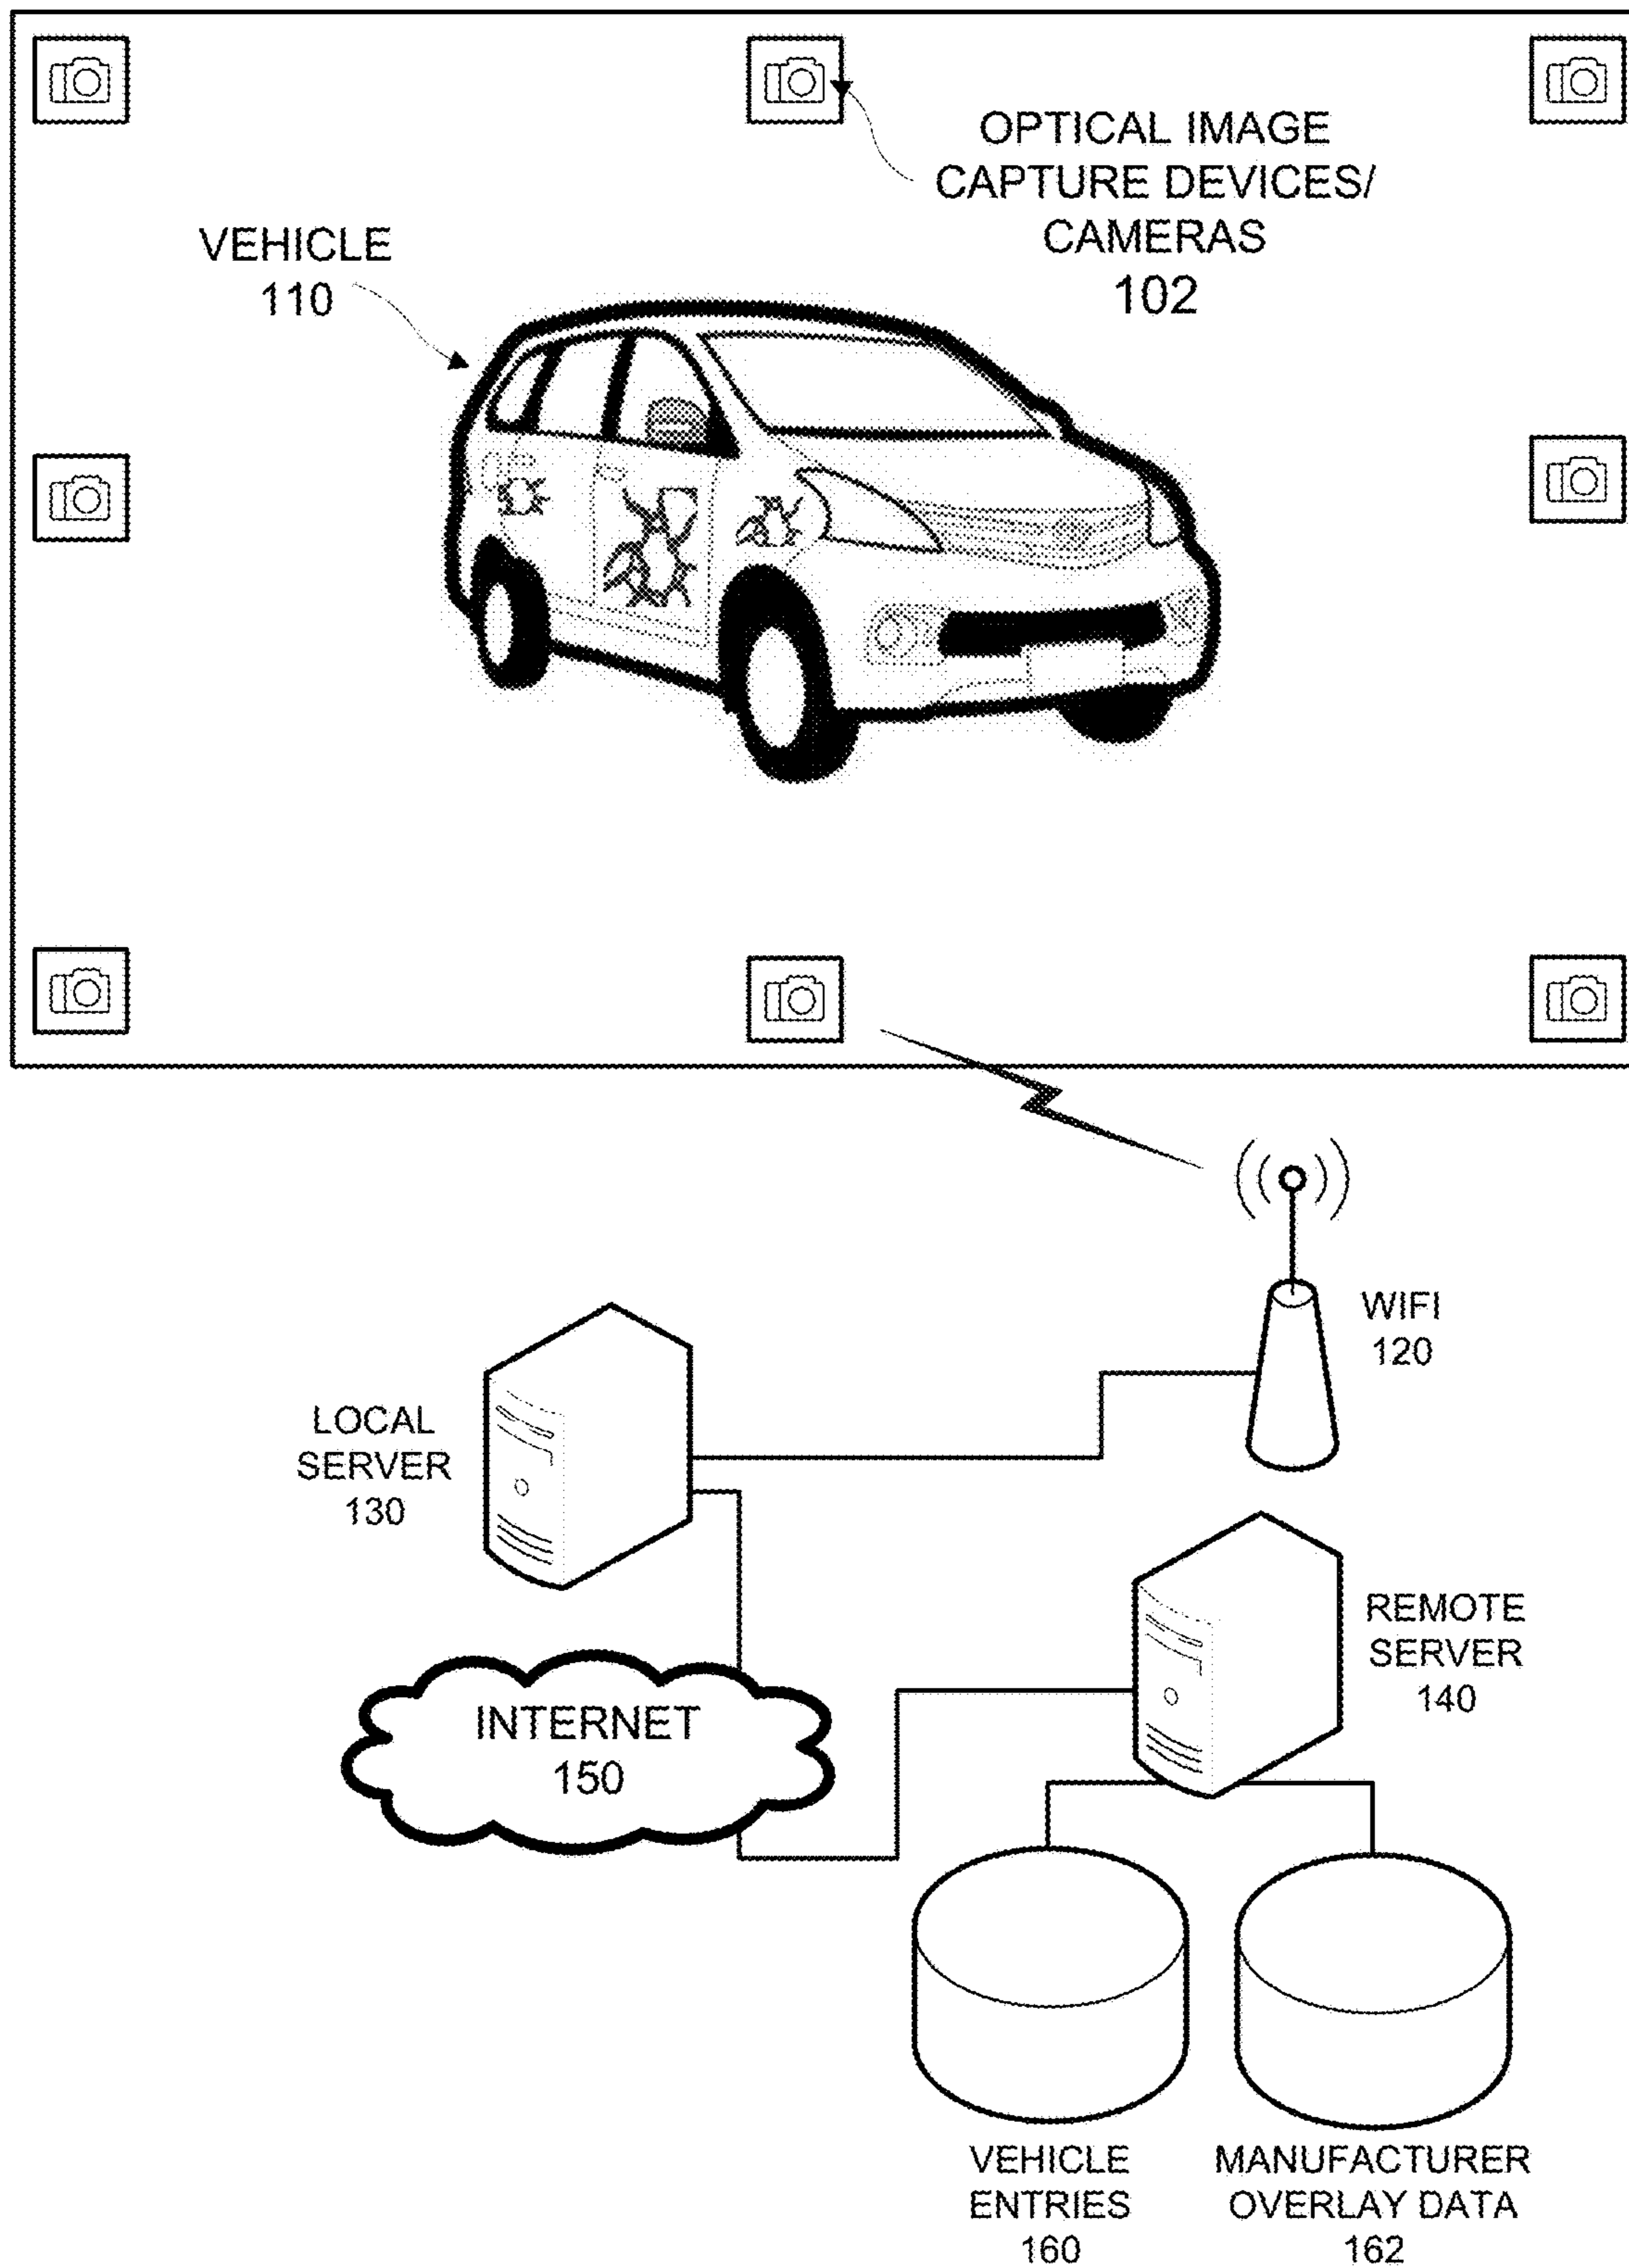 OPTICAL IMAGE
CAPTURE DEVICES/
CAMERAS
102
VEHICLE
110
WIFI
120
LOCAL
SERVER
130
REMOTE
SERVER
140
INTERNET
150
VEHICLE
ENTRIES
160
MANUFACTURER
OVERLAY DATA
162